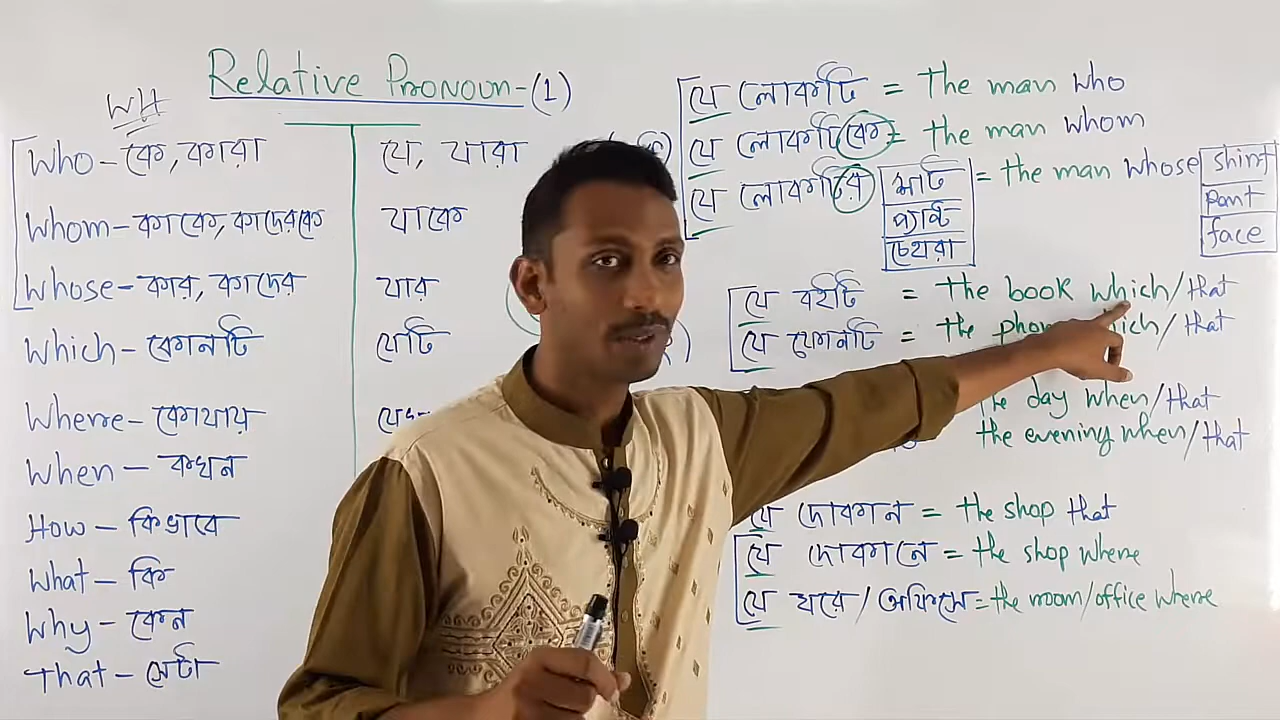 Relative Pronoun-(1)
WH
Who - কে, কারা যে, যারা
Whom - কাকে, কাদেরকে যাকে
Whose - কার, কাদের যার
Which - কোনটি যেটি
Where - কোথায়
When - কখন
How - কিভাবে
What - কি
Why - কেন
That - সেটা
যে লোকটি = The man who
যে লোকটিকে = the man whom
যে লোকটির শার্ট = the man whose shirt
প্যান্ট pant
চেহারা face
যে বইটি = the book which/that
যে ফোনটি = the phone which/that
the day when/that
the evening when/that
যে দোকান = the shop that
যে দোকানে = the shop where
যে ঘরে/অফিসে = the room/office where